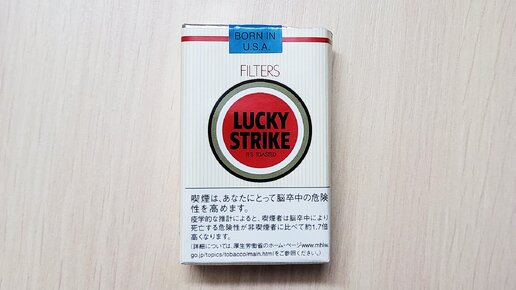 BORN IN
U.S.A.
FILTERS
LUCKY
STRIKE
IT'S TOASTED
喫煙は、あなたにとって脳卒中の危険
性を高めます。
疫学的な推計によると、喫煙者は脳卒中により
死亡する危険性が非喫煙者に比べて約1.7倍
高くなります。
(詳細については、厚生労働省のホーム・ページwww.mhlw.
go.jp/topics/tobacco/main.htmlをご参照ください。)